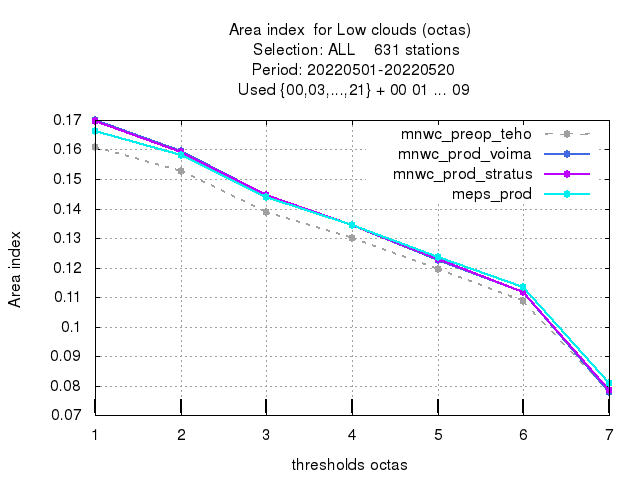 Area index  for Low clouds (octas)
Selection: ALL    631 stations
Period: 20220501-20220520
Used {00,03,...,21} + 00 01 ... 09
mnwc_preop_teho
mnwc_prod_voima
mnwc_prod_stratus
meps_prod
0.17
0.16
0.15
0.14
0.13
0.12
0.11
0.1
0.09
0.08
0.07
Area index
1 2 3 4 5 6 7
thresholds octas